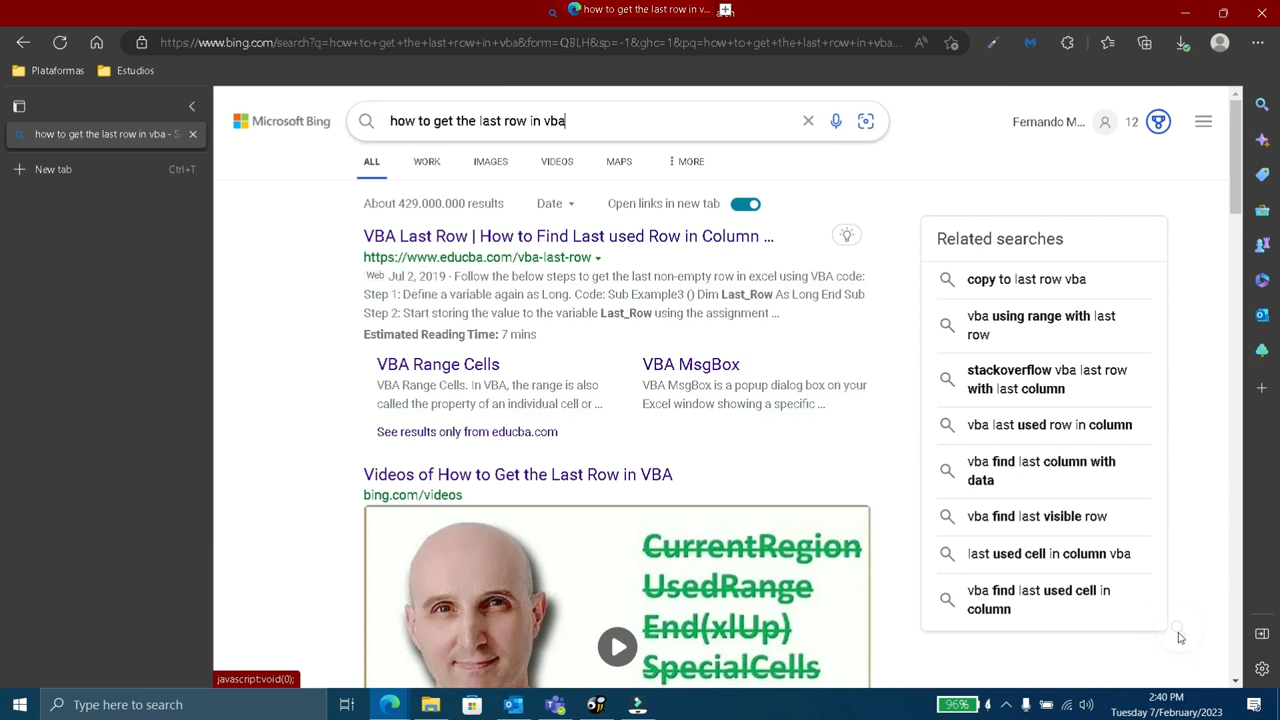 how to get the last row in v...
https://www.bing.com/search?q=how+to+get+the+last+row+in+vba&form=QBLH&sp=-1&ghc=1&pq=how+to+get+the+last+row+in+vba...
Plataformas
Estudios
how to get the last row in vba - S
New tab
Ctrl+T
Microsoft Bing
how to get the last row in vba
Fernando M...
12
ALL
WORK
IMAGES
VIDEOS
MAPS
MORE
About 429.000.000 results
Date
Open links in new tab
VBA Last Row | How to Find Last used Row in Column ...
https://www.educba.com/vba-last-row
Web Jul 2, 2019 · Follow the below steps to get the last non-empty row in excel using VBA code:
Step 1: Define a variable again as Long. Code: Sub Example3 () Dim Last_Row As Long End Sub
Step 2: Start storing the value to the variable Last_Row using the assignment ...
Estimated Reading Time: 7 mins
VBA Range Cells
VBA Range Cells. In VBA, the range is also
called the property of an individual cell or ...
VBA MsgBox
VBA MsgBox is a popup dialog box on your
Excel window showing a specific ...
See results only from educba.com
Videos of How to Get the Last Row in VBA
bing.com/videos
CurrentRegion
UsedRange
End(xlUp)
SpecialCells
Related searches
copy to last row vba
vba using range with last
row
stackoverflow vba last row
with last column
vba last used row in column
vba find last column with
data
vba find last visible row
last used cell in column vba
vba find last used cell in
column
javascript:void(0);
Type here to search
96%
2:40 PM
Tuesday 7/February/2023